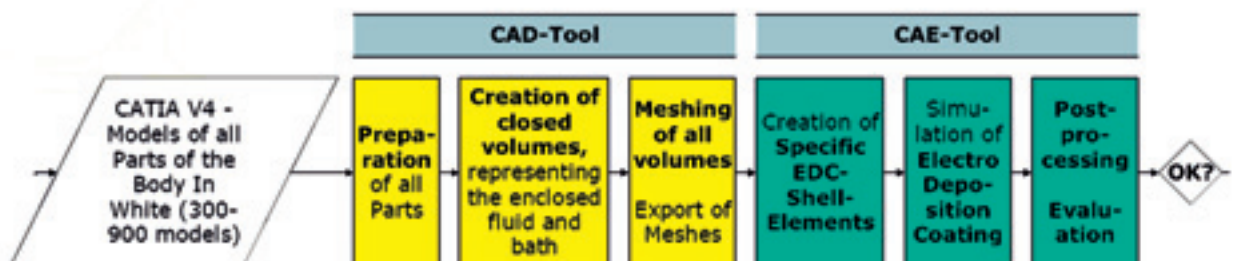 CAD-Tool
CAE-Tool
CATIA V4 -
Models of all
Parts of the
Body In
White (300-
900 models)
Prepa-
ration
of all
Parts
Creation of
closed
volumes,
representing
the enclosed
fluid and
bath
Meshing
of all
volumes
Export of
Meshes
Creation of
Specific
EDC-
Shell-
Elements
Simu-
lation of
Electro
Depo-
sition
Coating
Post-
pro-
cessing
Evalu-
ation
OK?